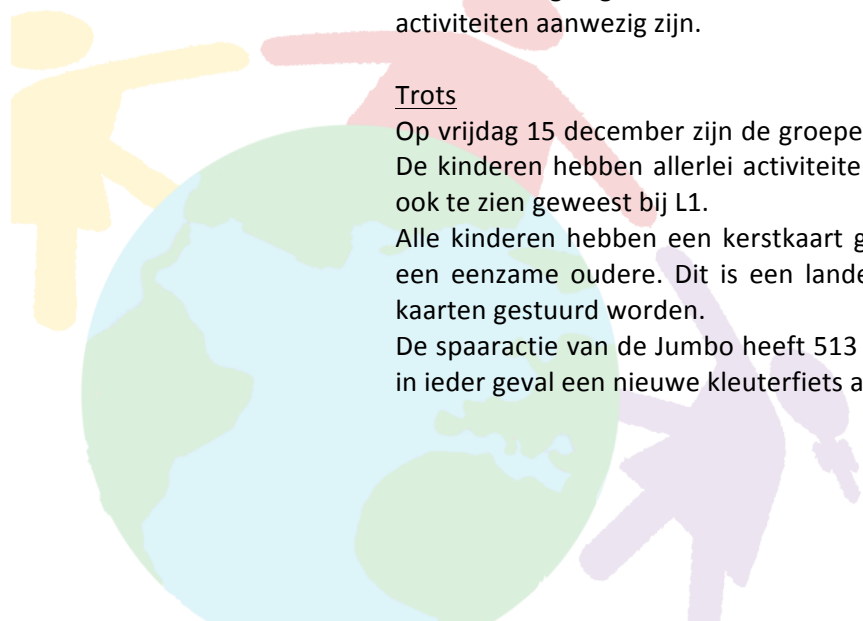 activiteiten aanwezig zijn.
Trots
Op vrijdag 15 december zijn de groepe
De kinderen hebben allerlei activiteite
ook te zien geweest bij L1.
Alle kinderen hebben een kerstkaart g
een eenzame oudere. Dit is een lande
kaarten gestuurd worden.
De spaaractie van de Jumbo heeft 513
in ieder geval een nieuwe kleuterfiets a